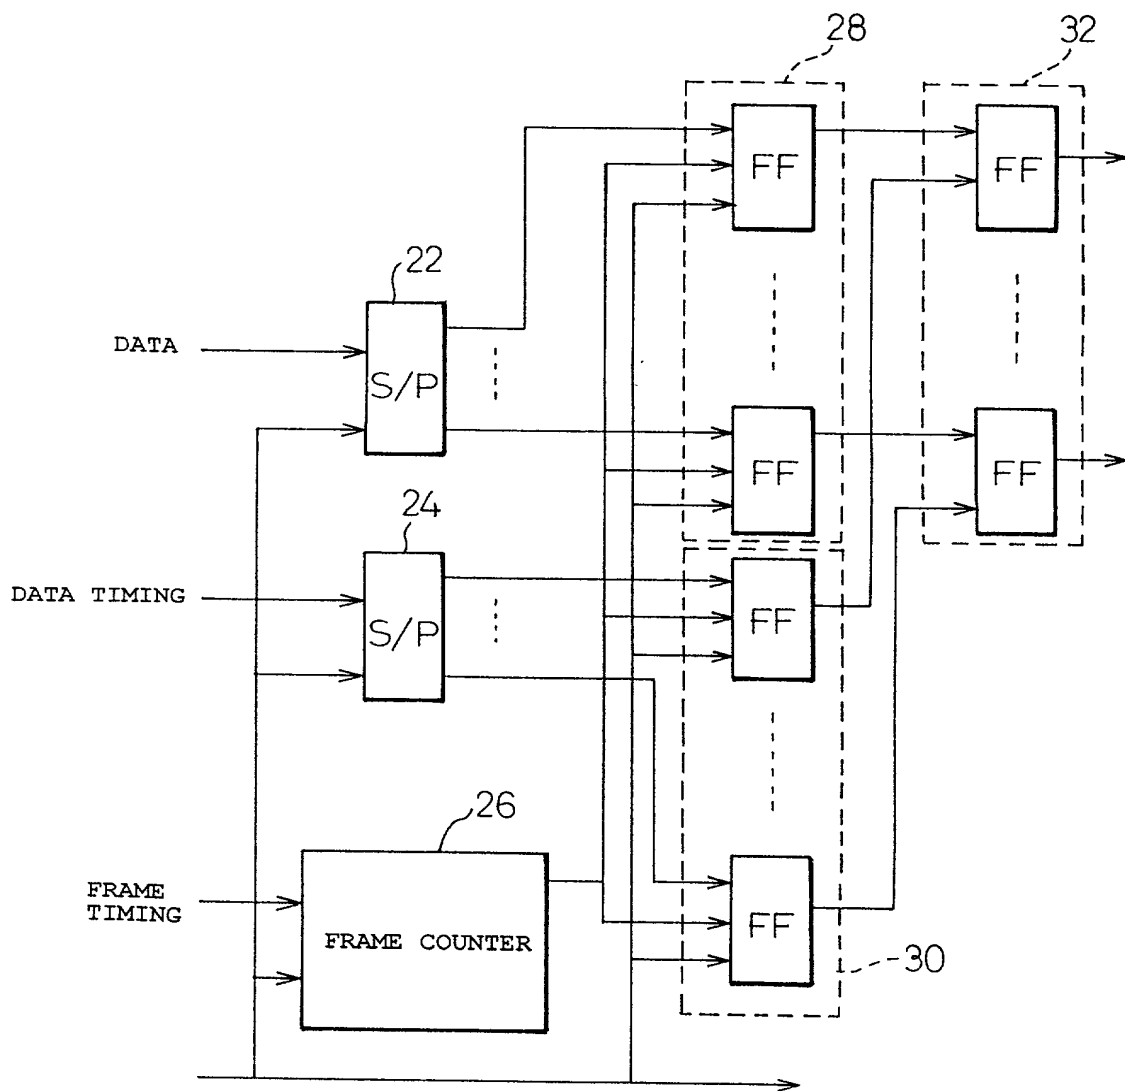 28
32
FF
FF
22
DATA
S/P
FF
FF
24
DATA TIMING
S/P
FF
26
FRAME
TIMING
FRAME COUNTER
FF
30